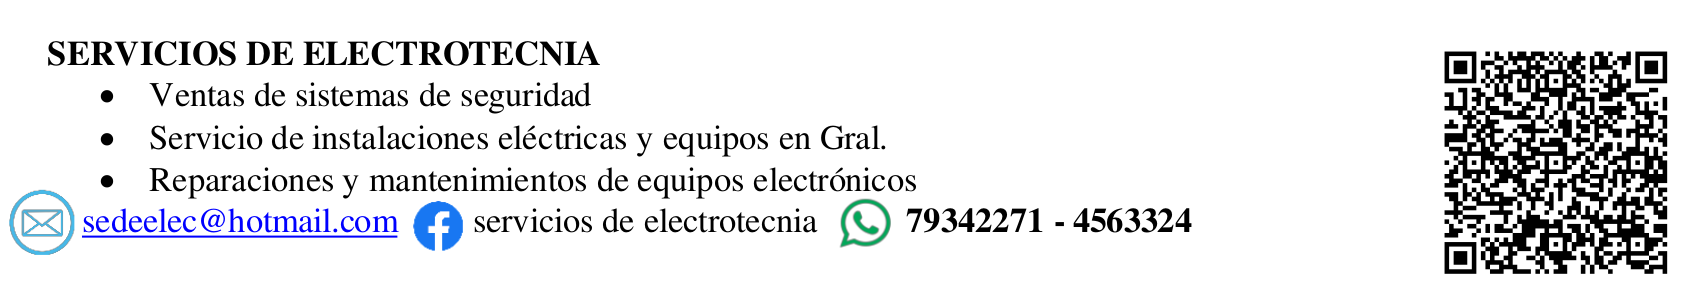 SERVICIOS DE ELECTROTECNIA
• Ventas de sistemas de seguridad
• Servicio de instalaciones eléctricas y equipos en Gral.
• Reparaciones y mantenimientos de equipos electrónicos
sedeelec@hotmail.com servicios de electrotecnia 79342271 - 4563324